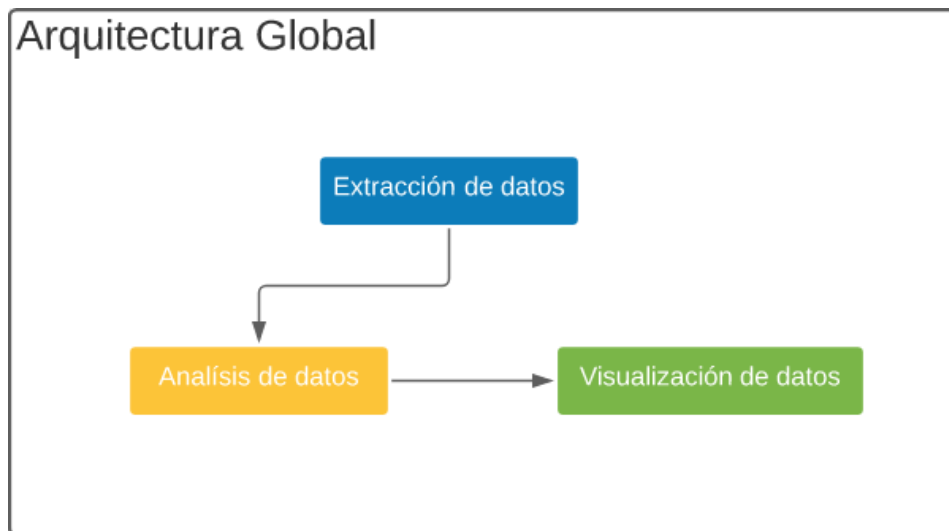 Arquitectura Global
Extracción de datos
Analísis de datos
Visualización de datos